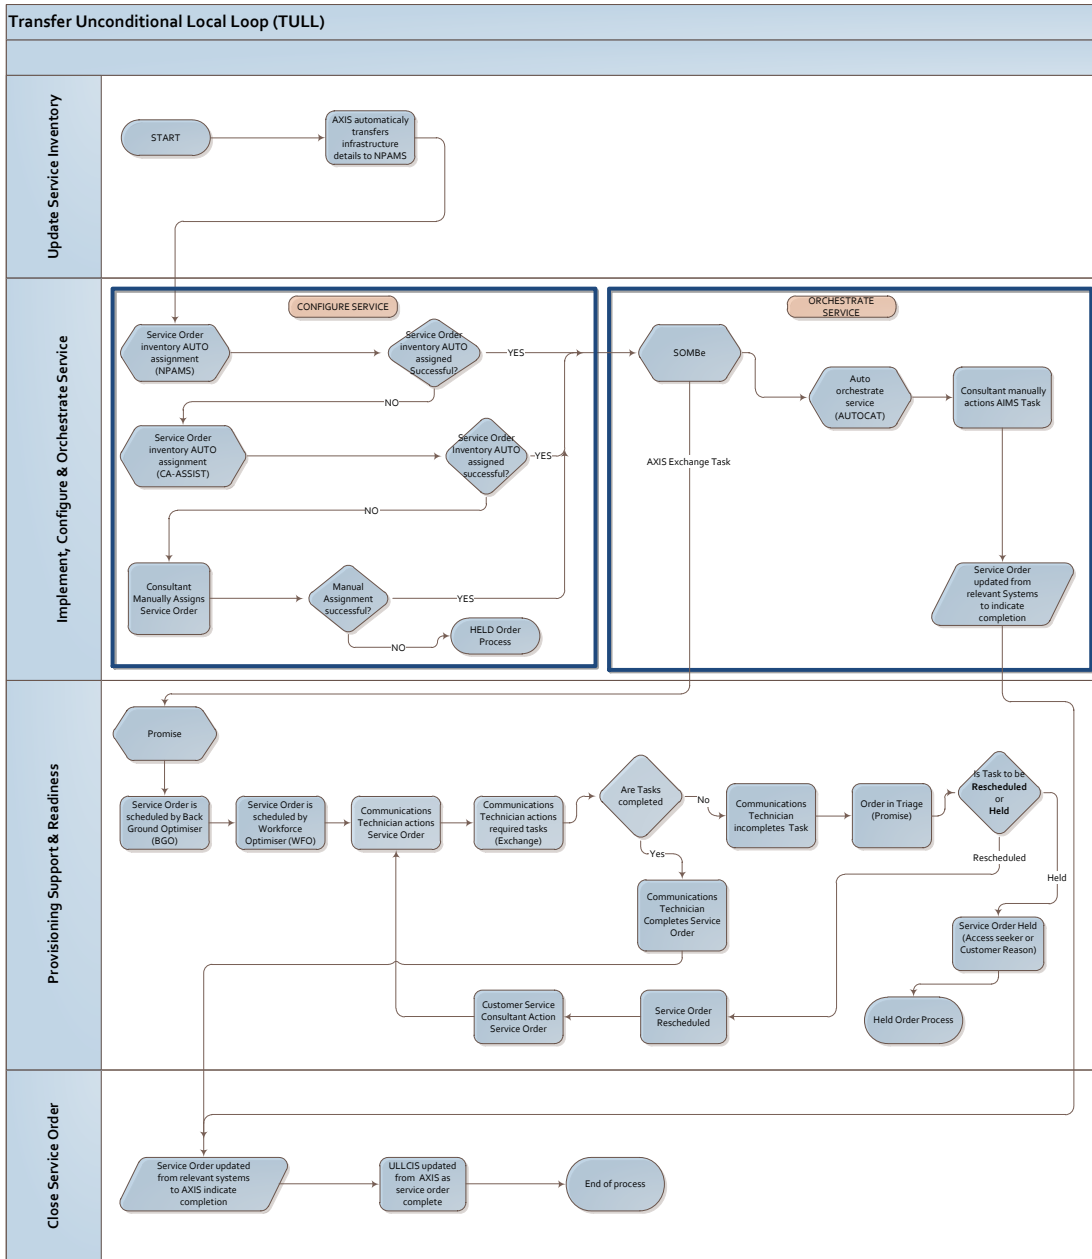 Transfer Unconditional Local Loop (TULL)
Update Service Inventory
START
AXIS automaticaly
transfers
infrastructure
details to NPAMS
Implement, Configure & Orchestrate Service
CONFIGURE SERVICE
Service Order
inventory AUTO
assignment
(NPAMS)
Service Order
inventory AUTO
assigned
Successful?
YES
NO
Service Order
inventory AUTO
assignment
(CA-ASSIST)
Service Order
Inventory AUTO
assigned
successful?
YES
NO
Consultant
Manually Assigns
Service Order
Manual
Assignment
successful?
YES
NO
HELD Order
Process
ORCHESTRATE
SERVICE
SOMBe
Auto
orchestrate
service
(AUTOCAT)
Consultant manually
actions AIMS Task
AXIS Exchange Task
Service Order
updated from
relevant Systems
to indicate
completion
Provisioning Support & Readiness
Promise
Service Order is
scheduled by Back
Ground Optimiser
(BGO)
Service Order is
scheduled by
Workforce
Optimiser (WFO)
Communications
Technician actions
Service Order
Communications
Technician actions
required tasks
(Exchange)
Are Tasks
completed
No
Yes
Communications
Technician
incompletes Task
Order in Triage
(Promise)
Is Task to be
Rescheduled
or
Held
Rescheduled
Held
Communications
Technician
Completes Service
Order
Service Order Held
(Access seeker or
Customer Reason)
Customer Service
Consultant Action
Service Order
Service Order
Rescheduled
Held Order Process
Close Service Order
Service Order updated
from relevant systems
to AXIS indicate
completion
ULLCIS updated
from AXIS as
service order
complete
End of process